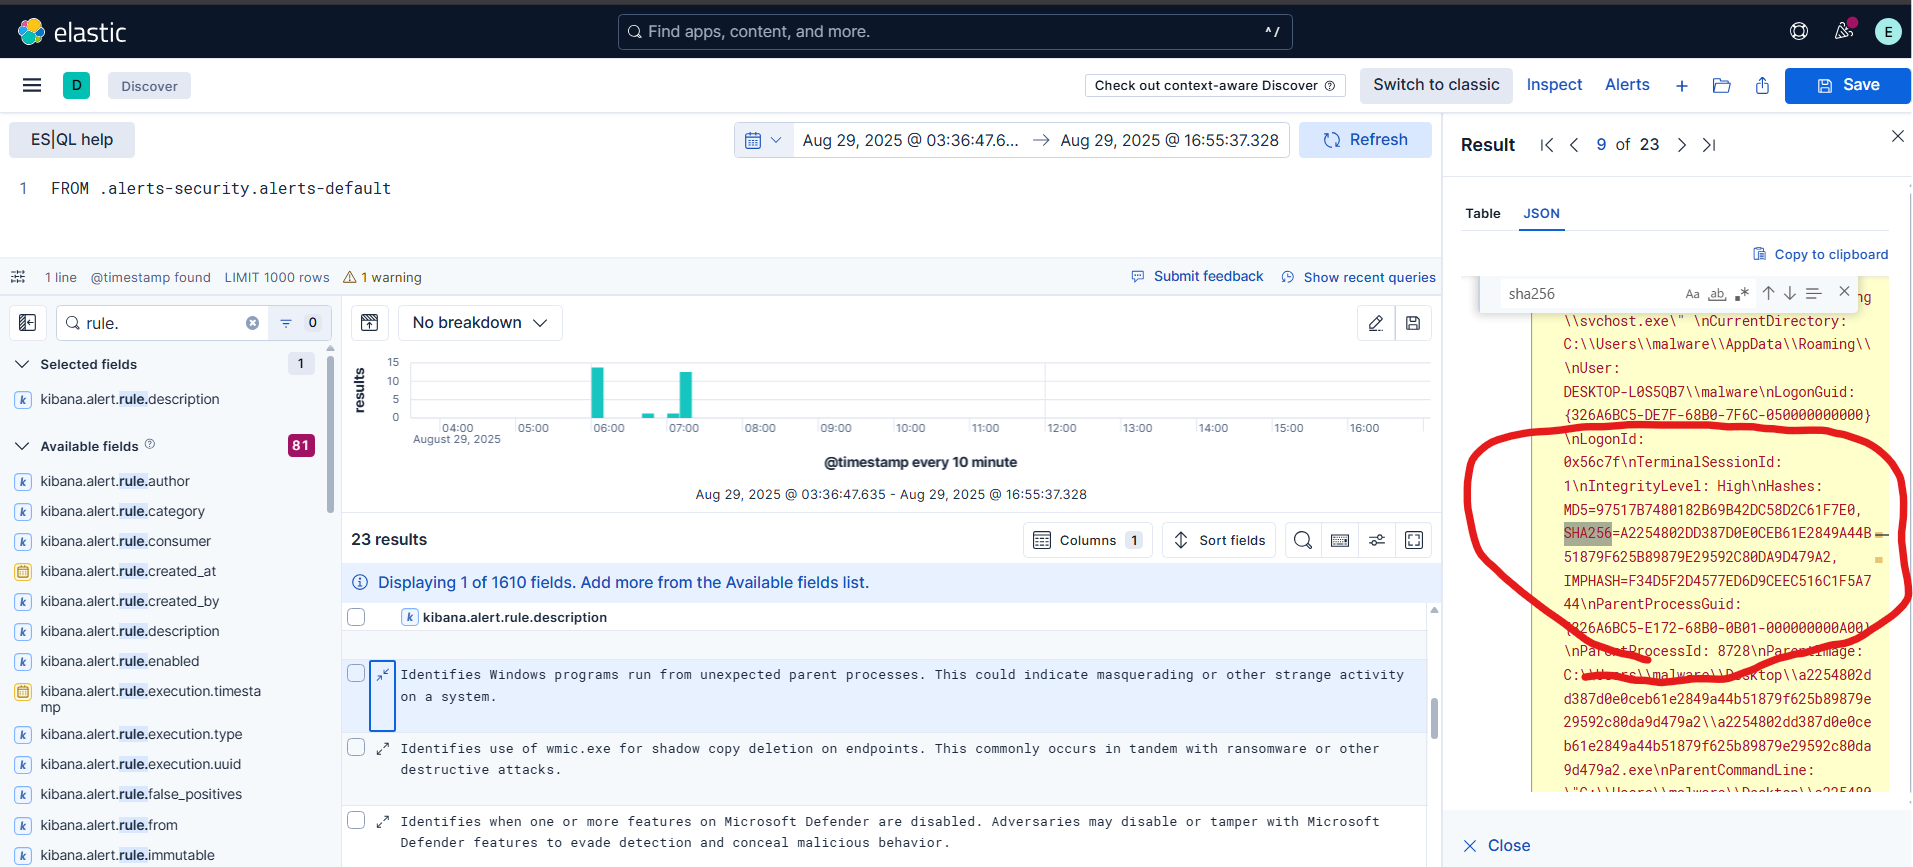 elastic
Find apps, content, and more.
^ /
E
D
Discover
Check out context-aware Discover
Switch to classic
Inspect
Alerts
Save
ES|QL help
Aug 29, 2025 @ 03:36:47.6...
Aug 29, 2025 @ 16:55:37.328
Refresh
1 FROM .alerts-security.alerts-default
1 line @timestamp found LIMIT 1000 rows 1 warning
Submit feedback
Show recent queries
rule.
0
Selected fields
1
k kibana.alert.rule.description
Available fields
81
k kibana.alert.rule.author
k kibana.alert.rule.category
k kibana.alert.rule.consumer
kibana.alert.rule.created_at
k kibana.alert.rule.created_by
k kibana.alert.rule.description
k kibana.alert.rule.enabled
kibana.alert.rule.execution.timesta
mp
k kibana.alert.rule.execution.type
k kibana.alert.rule.execution.uuid
k kibana.alert.rule.false_positives
k kibana.alert.rule.from
k kibana.alert.rule.immutable
No breakdown
results
15
10
5
0
04:00 05:00 06:00 07:00 08:00 09:00 10:00 11:00 12:00 13:00 14:00 15:00 16:00
August 29, 2025
@timestamp every 10 minute
Aug 29, 2025 @ 03:36:47.635 - Aug 29, 2025 @ 16:55:37.328
23 results
Columns 1
Sort fields
Displaying 1 of 1610 fields. Add more from the Available fields list.
k kibana.alert.rule.description
Identifies Windows programs run from unexpected parent processes. This could indicate masquerading or other strange activity
on a system.
Identifies use of wmic.exe for shadow copy deletion on endpoints. This commonly occurs in tandem with ransomware or other
destructive attacks.
Identifies when one or more features on Microsoft Defender are disabled. Adversaries may disable or tamper with Microsoft
Defender features to evade detection and conceal malicious behavior.
Result
9 of 23
Table
JSON
Copy to clipboard
sha256
Aa
ab
.*
ng
\\svchost.exe\" \nCurrentDirectory:
C:\\Users\\malware\\AppData\\Roaming\\
\nUser:
DESKTOP-L0S5QB7\\malware\nLogonGuid:
{326A6BC5-DE7F-68B0-7F6C-050000000000}
\nLogonId:
0x56c7f\nTerminalSessionId:
1\nIntegrityLevel: High\nHashes:
MD5=97517B7480182B69B42DC58D2C61F7E0,
SHA256=A2254802DD387D0E0CEB61E2849A44B
51879F625B89879E29592C80DA9D479A2,
IMPHASH=F34D5F2D4577ED6D9CEEC516C1F5A7
44\nParentProcessGuid:
{326A6BC5-E172-68B0-0B01-000000000A00}
\nParentProcessId: 8728\nParentImage:
C:\\Users\\malware\\Desktop\\a2254802d
d387d0e0ceb61e2849a44b51879f625b89879e
29592c80da9d479a2\\a2254802dd387d0e0ce
b61e2849a44b51879f625b89879e29592c80da
9d479a2.exe\nParentCommandLine:
\"C:\\Users\\malware\\Desktop\\a225480
Close